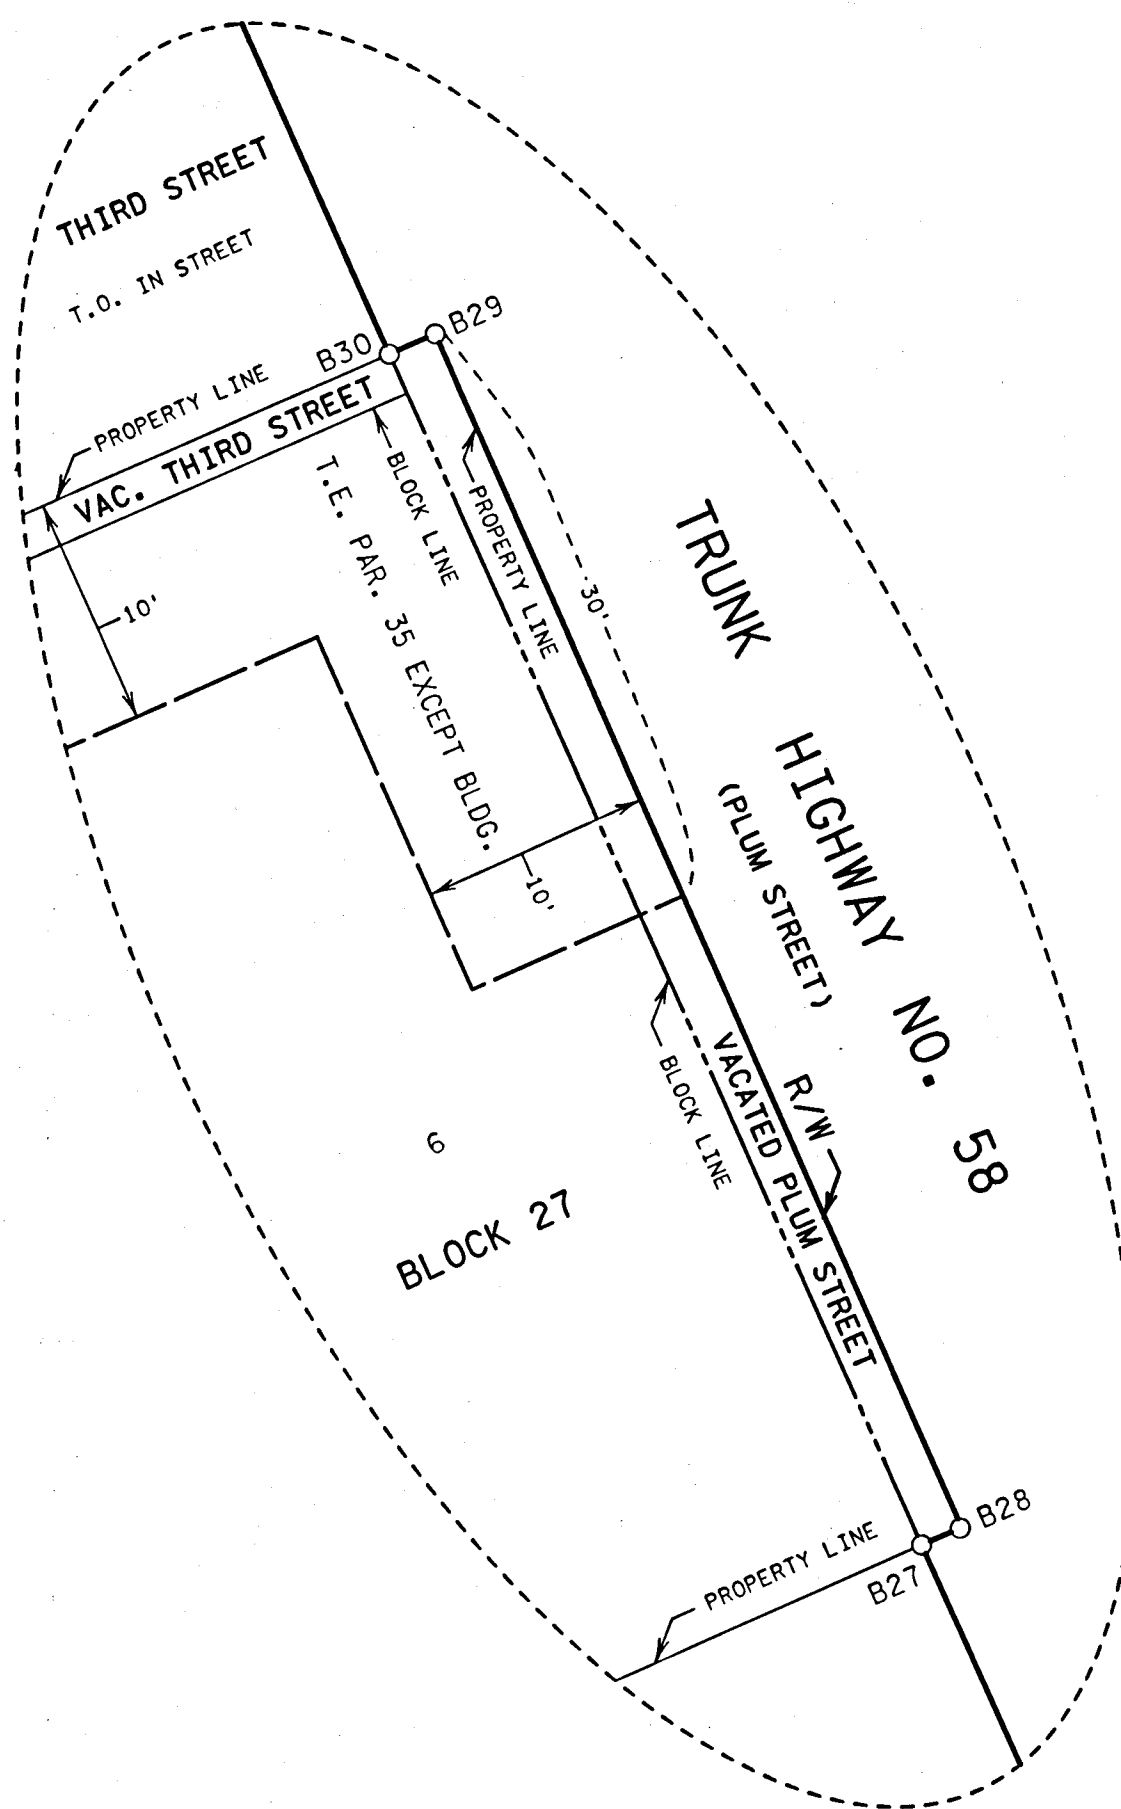 THIRD STREET
T.O. IN STREET
B30
B29
PROPERTY LINE
VAC. THIRD STREET
BLOCK LINE
PROPERTY LINE
T.E. PAR. 35 EXCEPT BLDG.
10'
30'
10'
TRUNK HIGHWAY NO. 58
(PLUM STREET)
R/W
VACATED PLUM STREET
BLOCK LINE
6
BLOCK 27
B28
PROPERTY LINE
B27